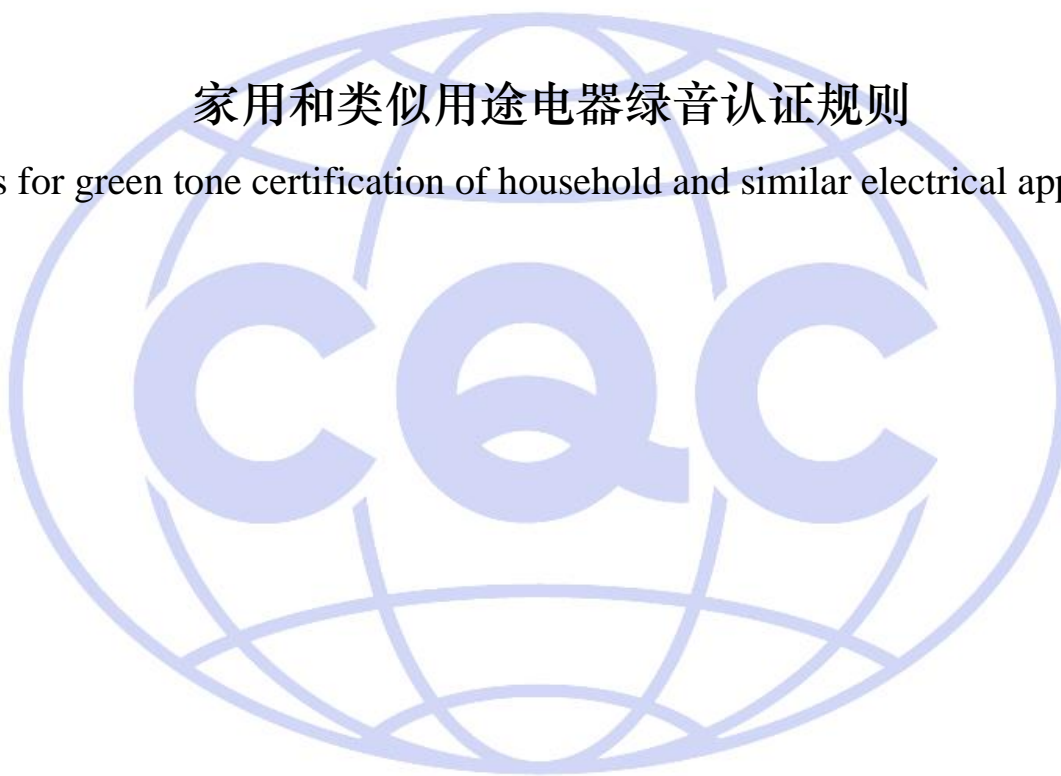 家用和类似用途电器绿音认证规则
s for green tone certification of household and similar electrical app
CQC